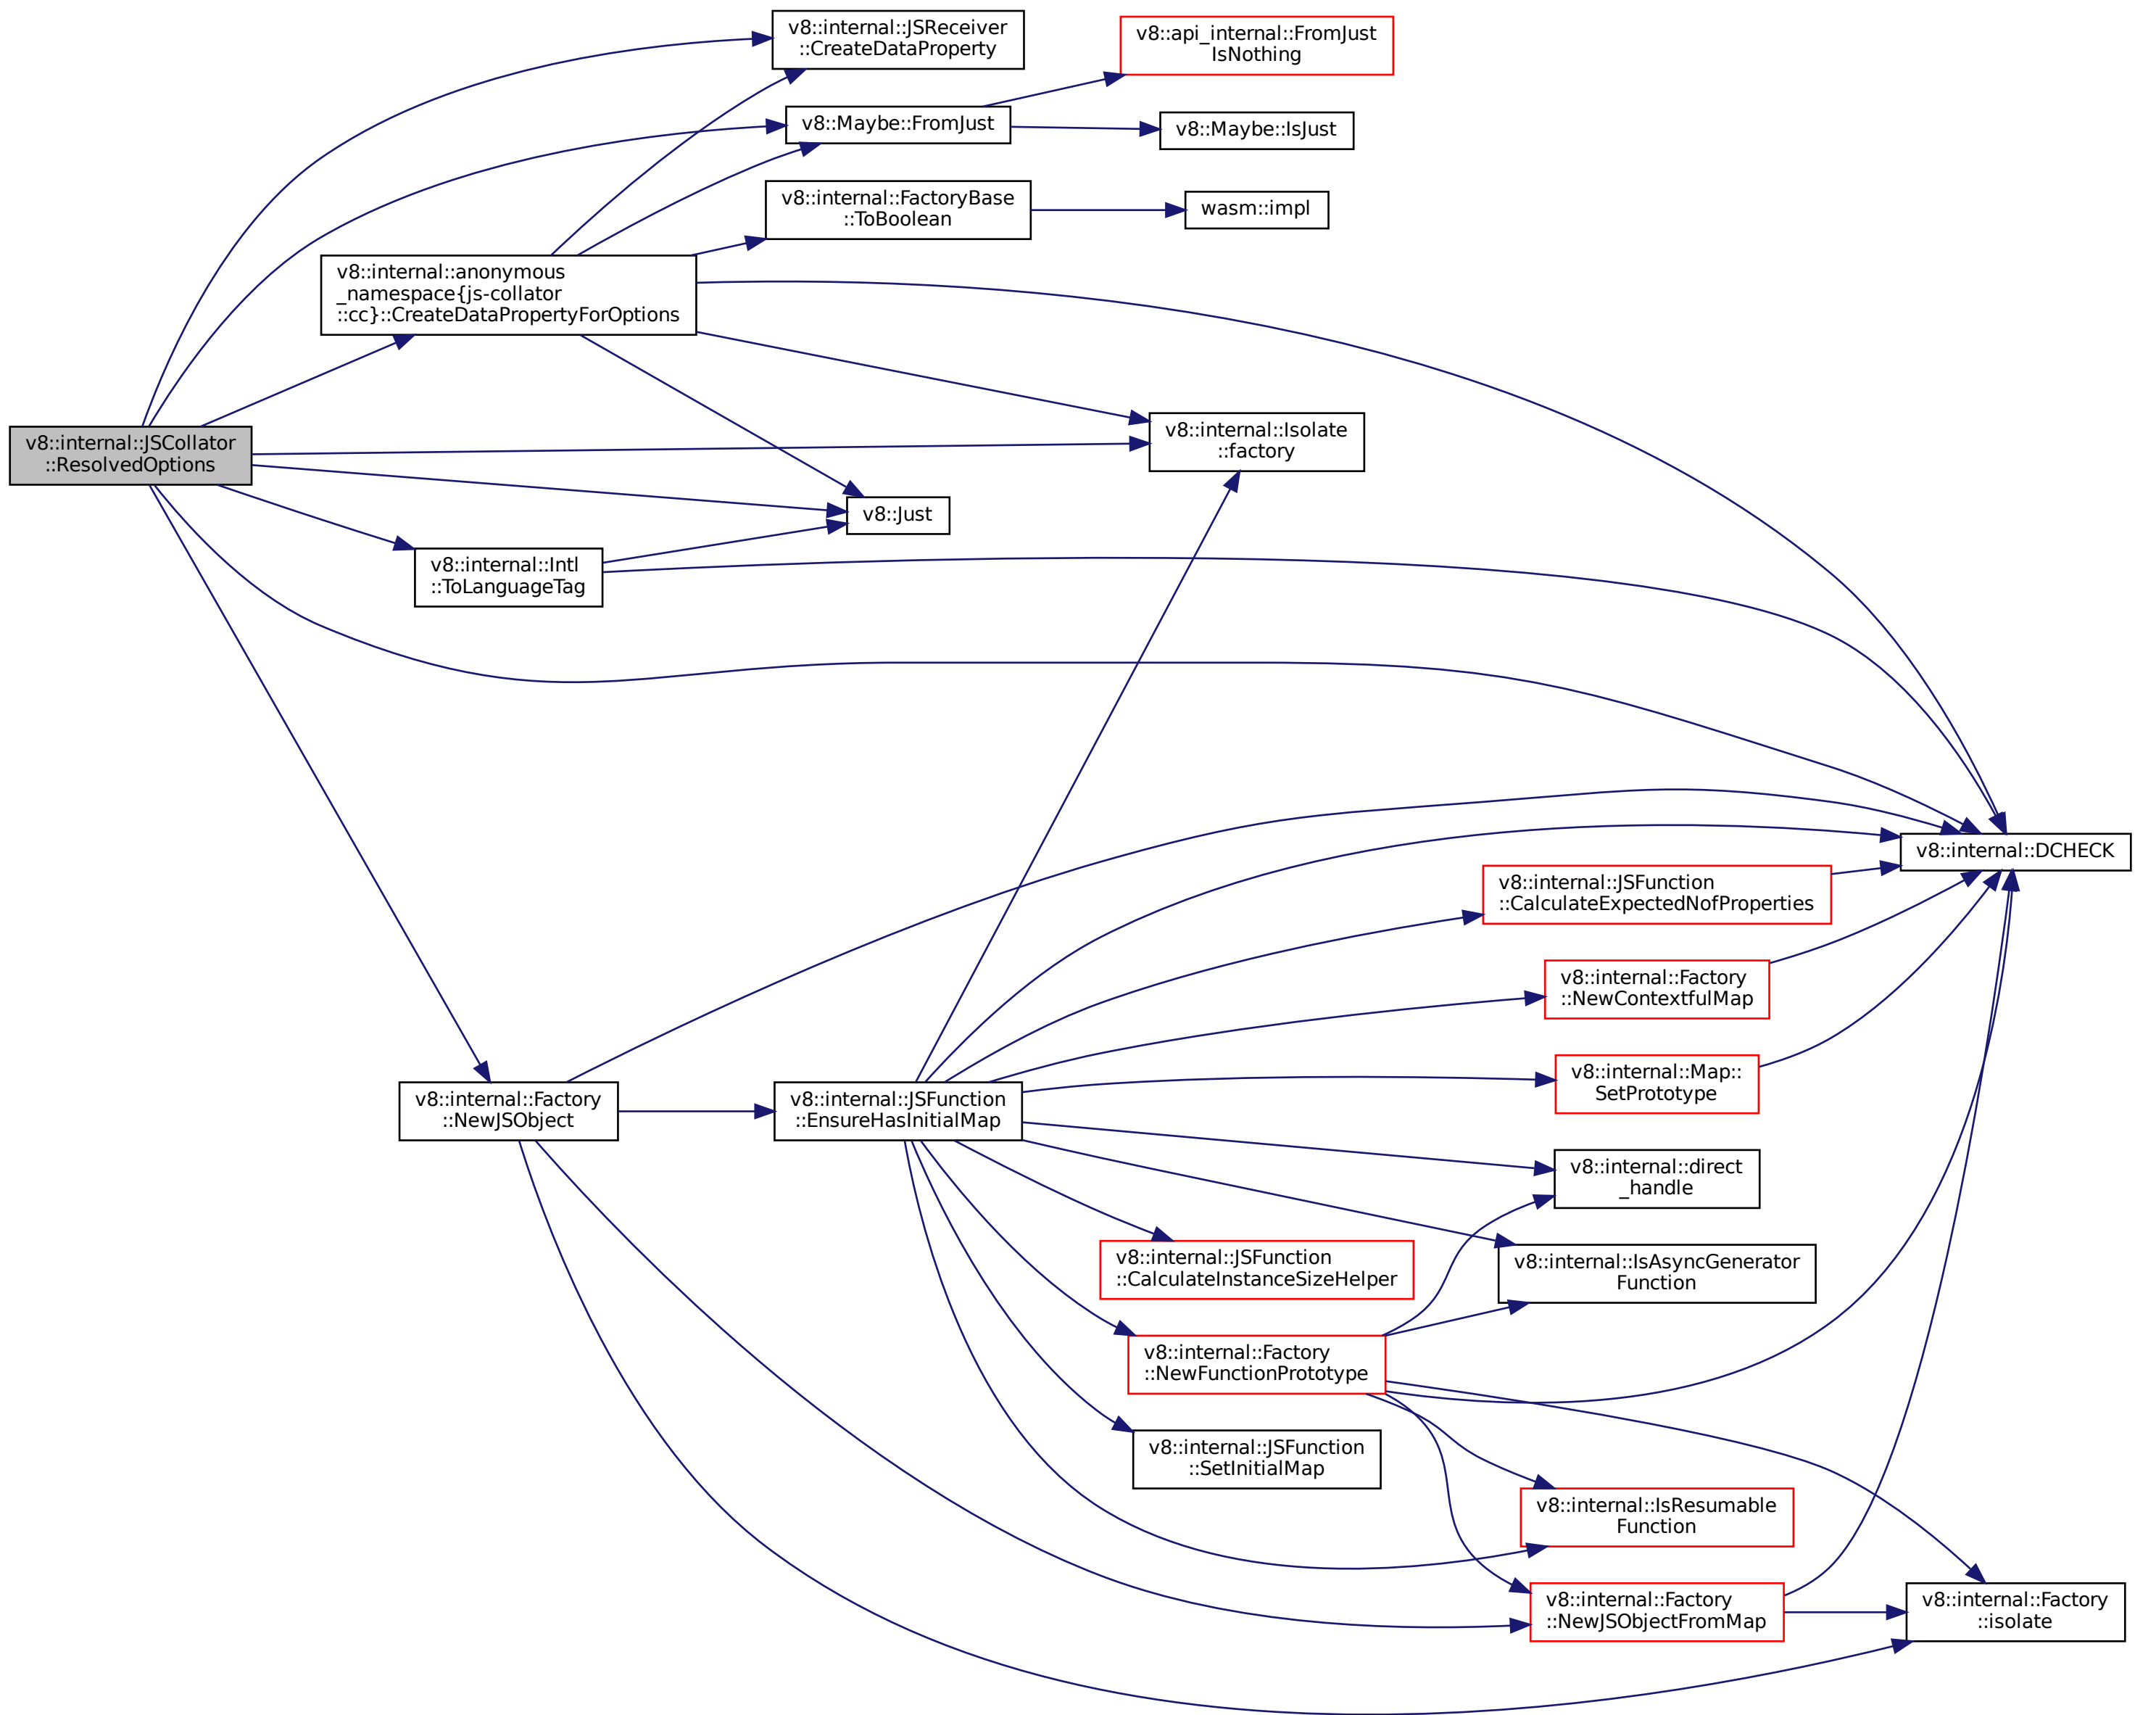 v8::internal::JSReceiver
::CreateDataProperty
v8::api_internal::FromJust
IsNothing
v8::Maybe::FromJust
v8::Maybe::IsJust
v8::internal::FactoryBase
::ToBoolean
wasm::impl
v8::internal::anonymous
_namespace{js-collator
::cc}::CreateDataPropertyForOptions
v8::internal::JSCollator
::ResolvedOptions
v8::internal::Isolate
::factory
v8::Just
v8::internal::Intl
::ToLanguageTag
v8::internal::DCHECK
v8::internal::JSFunction
::CalculateExpectedNofProperties
v8::internal::Factory
::NewContextfulMap
v8::internal::Map::
SetPrototype
v8::internal::Factory
::NewJSObject
v8::internal::JSFunction
::EnsureHasInitialMap
v8::internal::direct
_handle
v8::internal::JSFunction
::CalculateInstanceSizeHelper
v8::internal::IsAsyncGenerator
Function
v8::internal::Factory
::NewFunctionPrototype
v8::internal::JSFunction
::SetInitialMap
v8::internal::IsResumable
Function
v8::internal::Factory
::NewJSObjectFromMap
v8::internal::Factory
::isolate